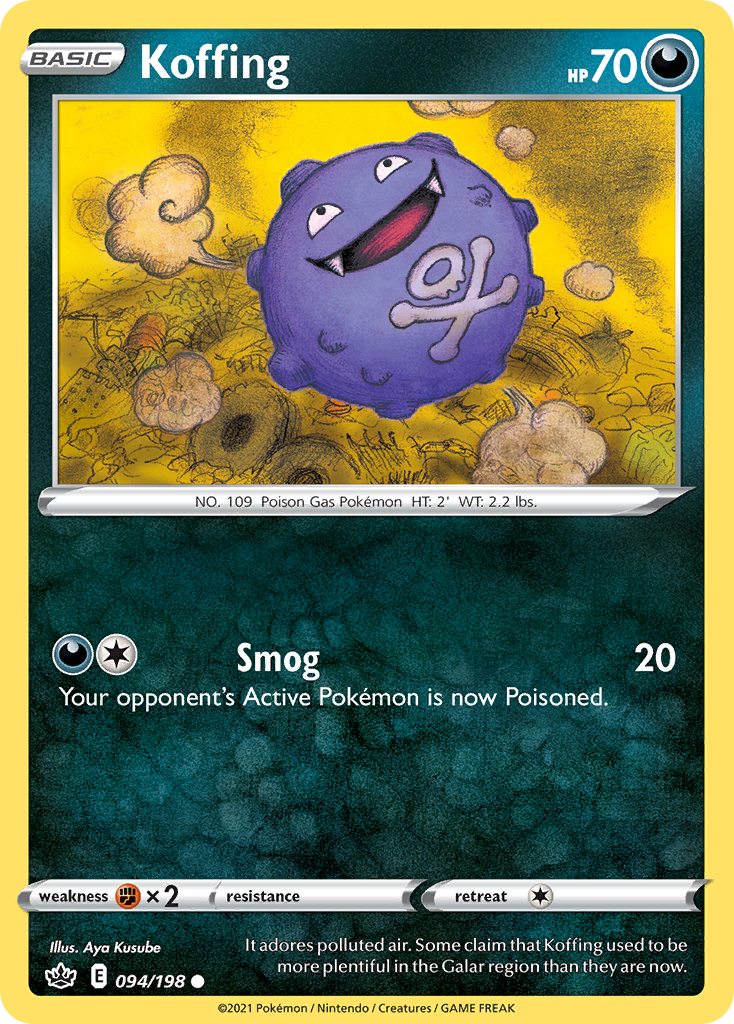 BASIC Koffing HP 70
NO. 109 Poison Gas Pokémon HT: 2' WT: 2.2 lbs.
Smog 20
Your opponent's Active Pokémon is now Poisoned.
weakness ×2 resistance retreat
Illus. Aya Kusube
It adores polluted air. Some claim that Koffing used to be
more plentiful in the Galar region than they are now.
E 094/198
©2021 Pokémon / Nintendo / Creatures / GAME FREAK